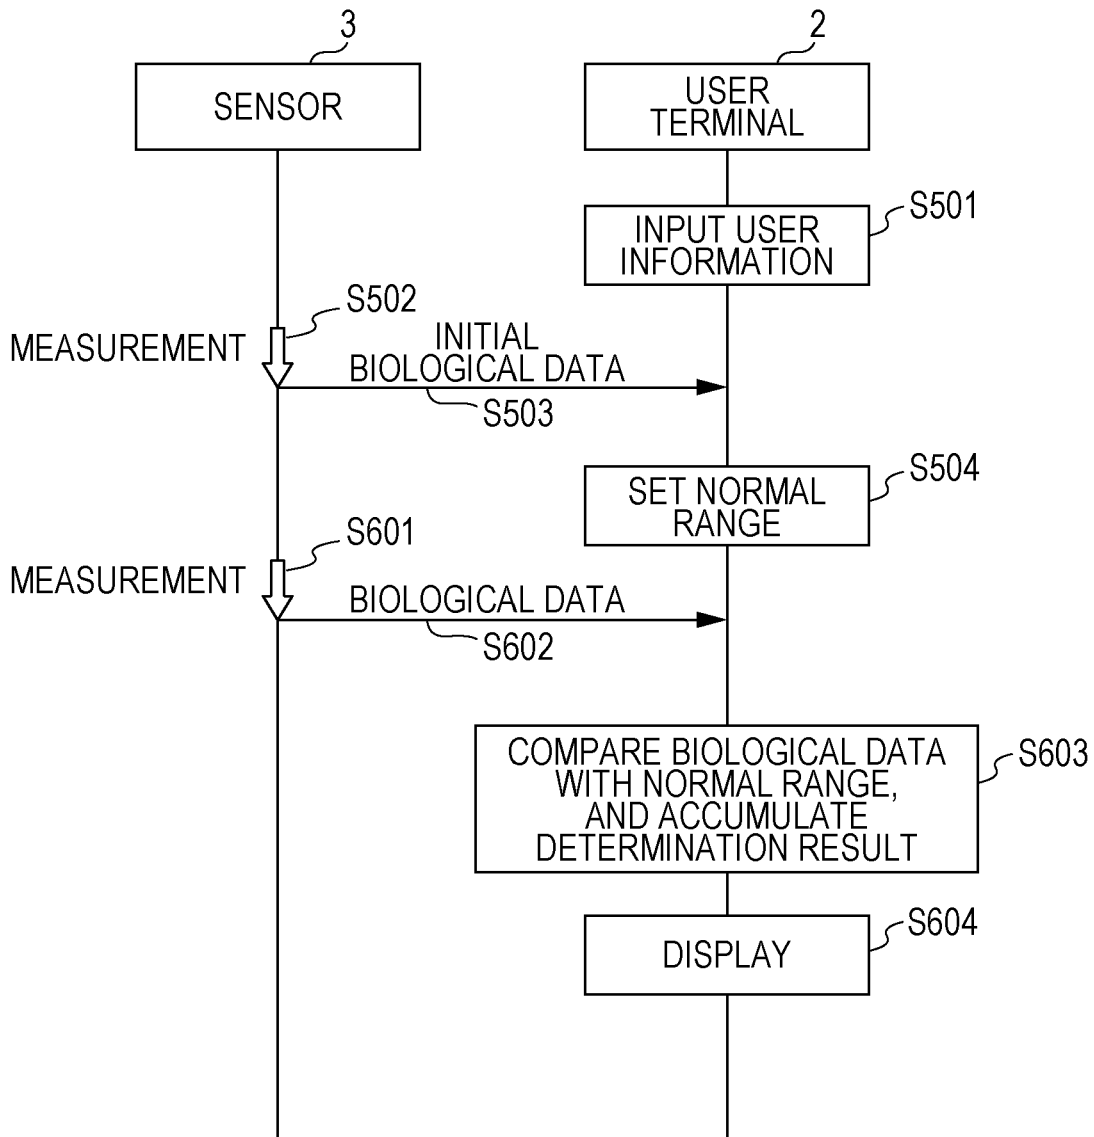 3
2
SENSOR
USER
TERMINAL
S501
INPUT USER
INFORMATION
S502
MEASUREMENT
INITIAL
BIOLOGICAL DATA
S503
S504
SET NORMAL
RANGE
S601
MEASUREMENT
BIOLOGICAL DATA
S602
S603
COMPARE BIOLOGICAL DATA
WITH NORMAL RANGE,
AND ACCUMULATE
DETERMINATION RESULT
S604
DISPLAY